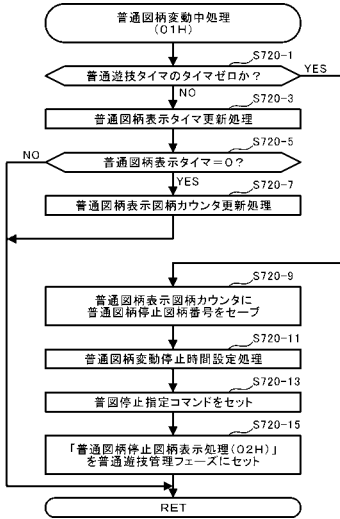 普通図柄変動中処理
(01H)
S720-1
普通遊技タイマのタイマゼロか?
YES
NO
S720-3
普通図柄表示タイマ更新処理
S720-5
NO
普通図柄表示タイマ=0?
YES
S720-7
普通図柄表示図柄カウンタ更新処理
S720-9
普通図柄表示図柄カウンタに
普通図柄停止図柄番号をセーブ
S720-11
普通図柄変動停止時間設定処理
S720-13
普図停止指定コマンドをセット
S720-15
「普通図柄停止図柄表示処理(02H)」
を普通遊技管理フェーズにセット
RET